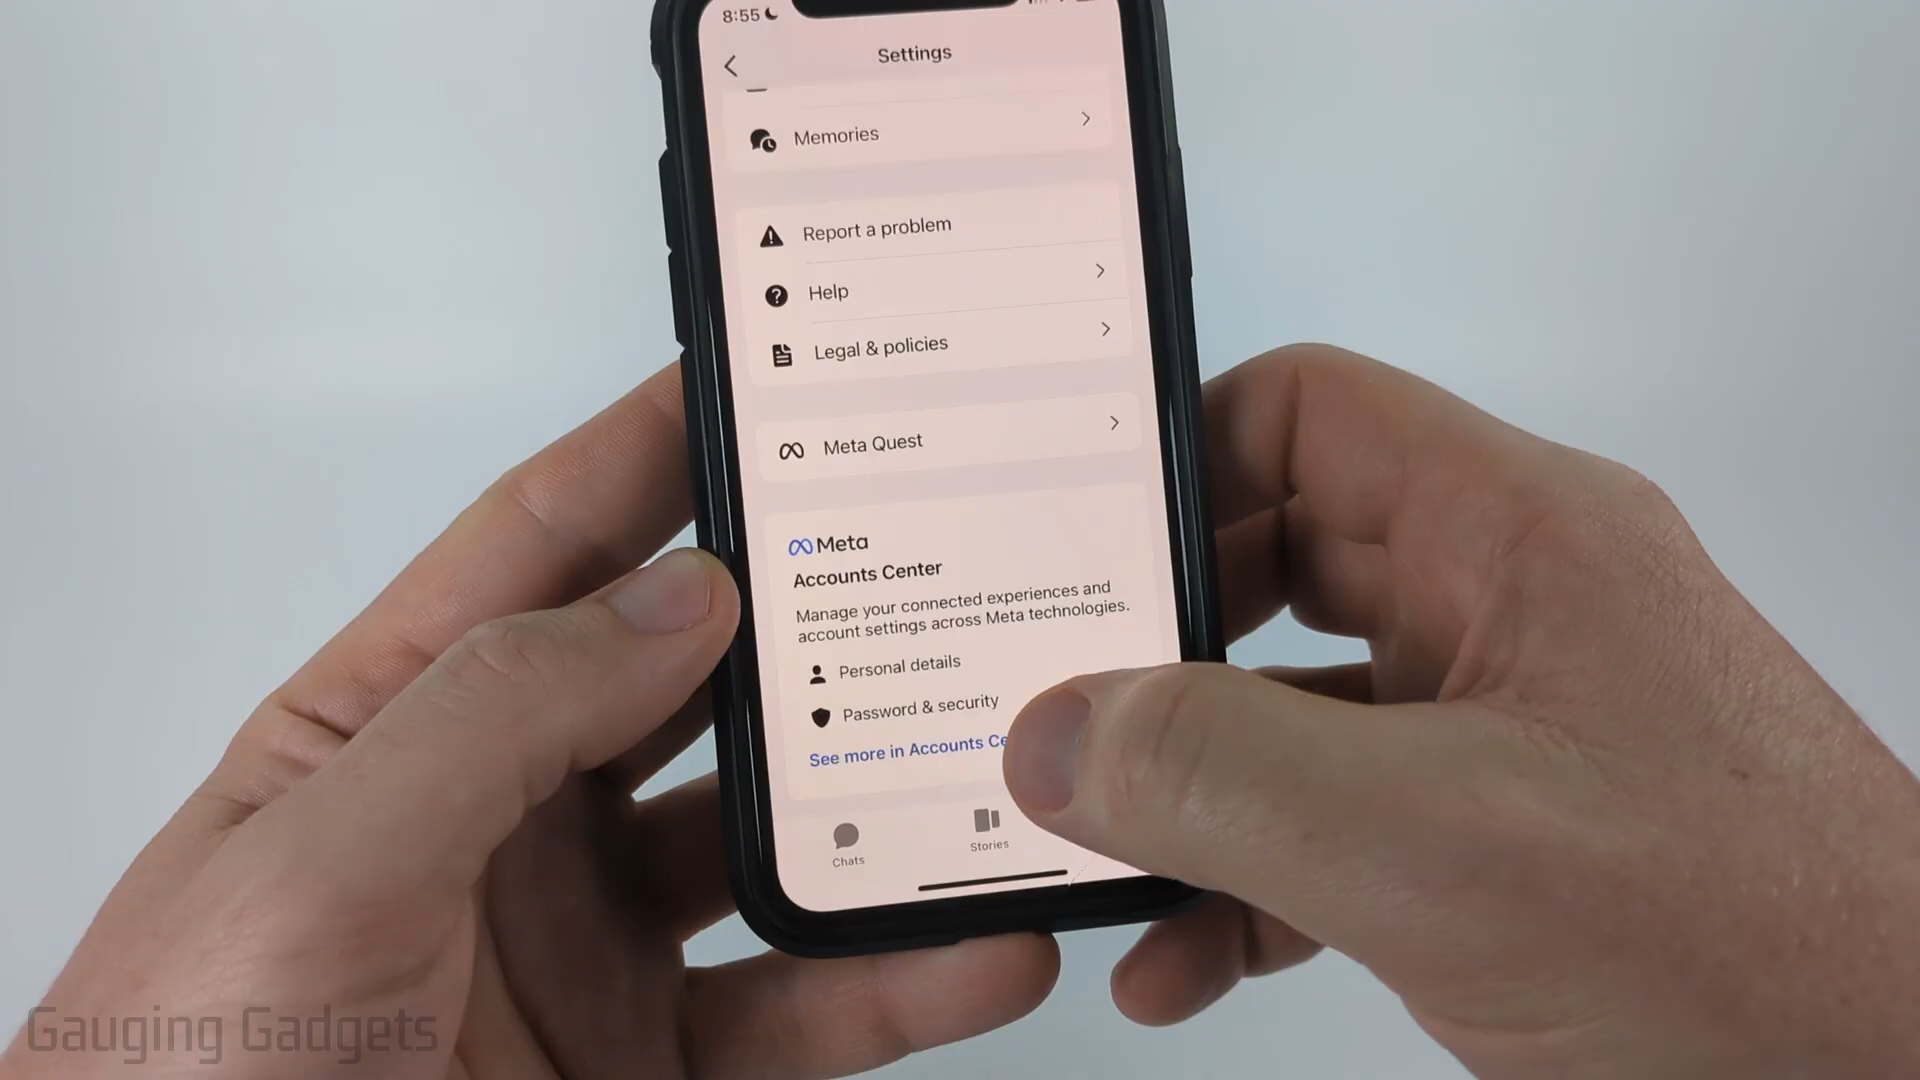 8:55
Settings
Memories
Report a problem
Help
Legal & policies
Meta Quest
Meta
Accounts Center
Manage your connected experiences and
account settings across Meta technologies.
Personal details
Password & security
See more in Accounts
Chats
Stories
Gauging Gadgets